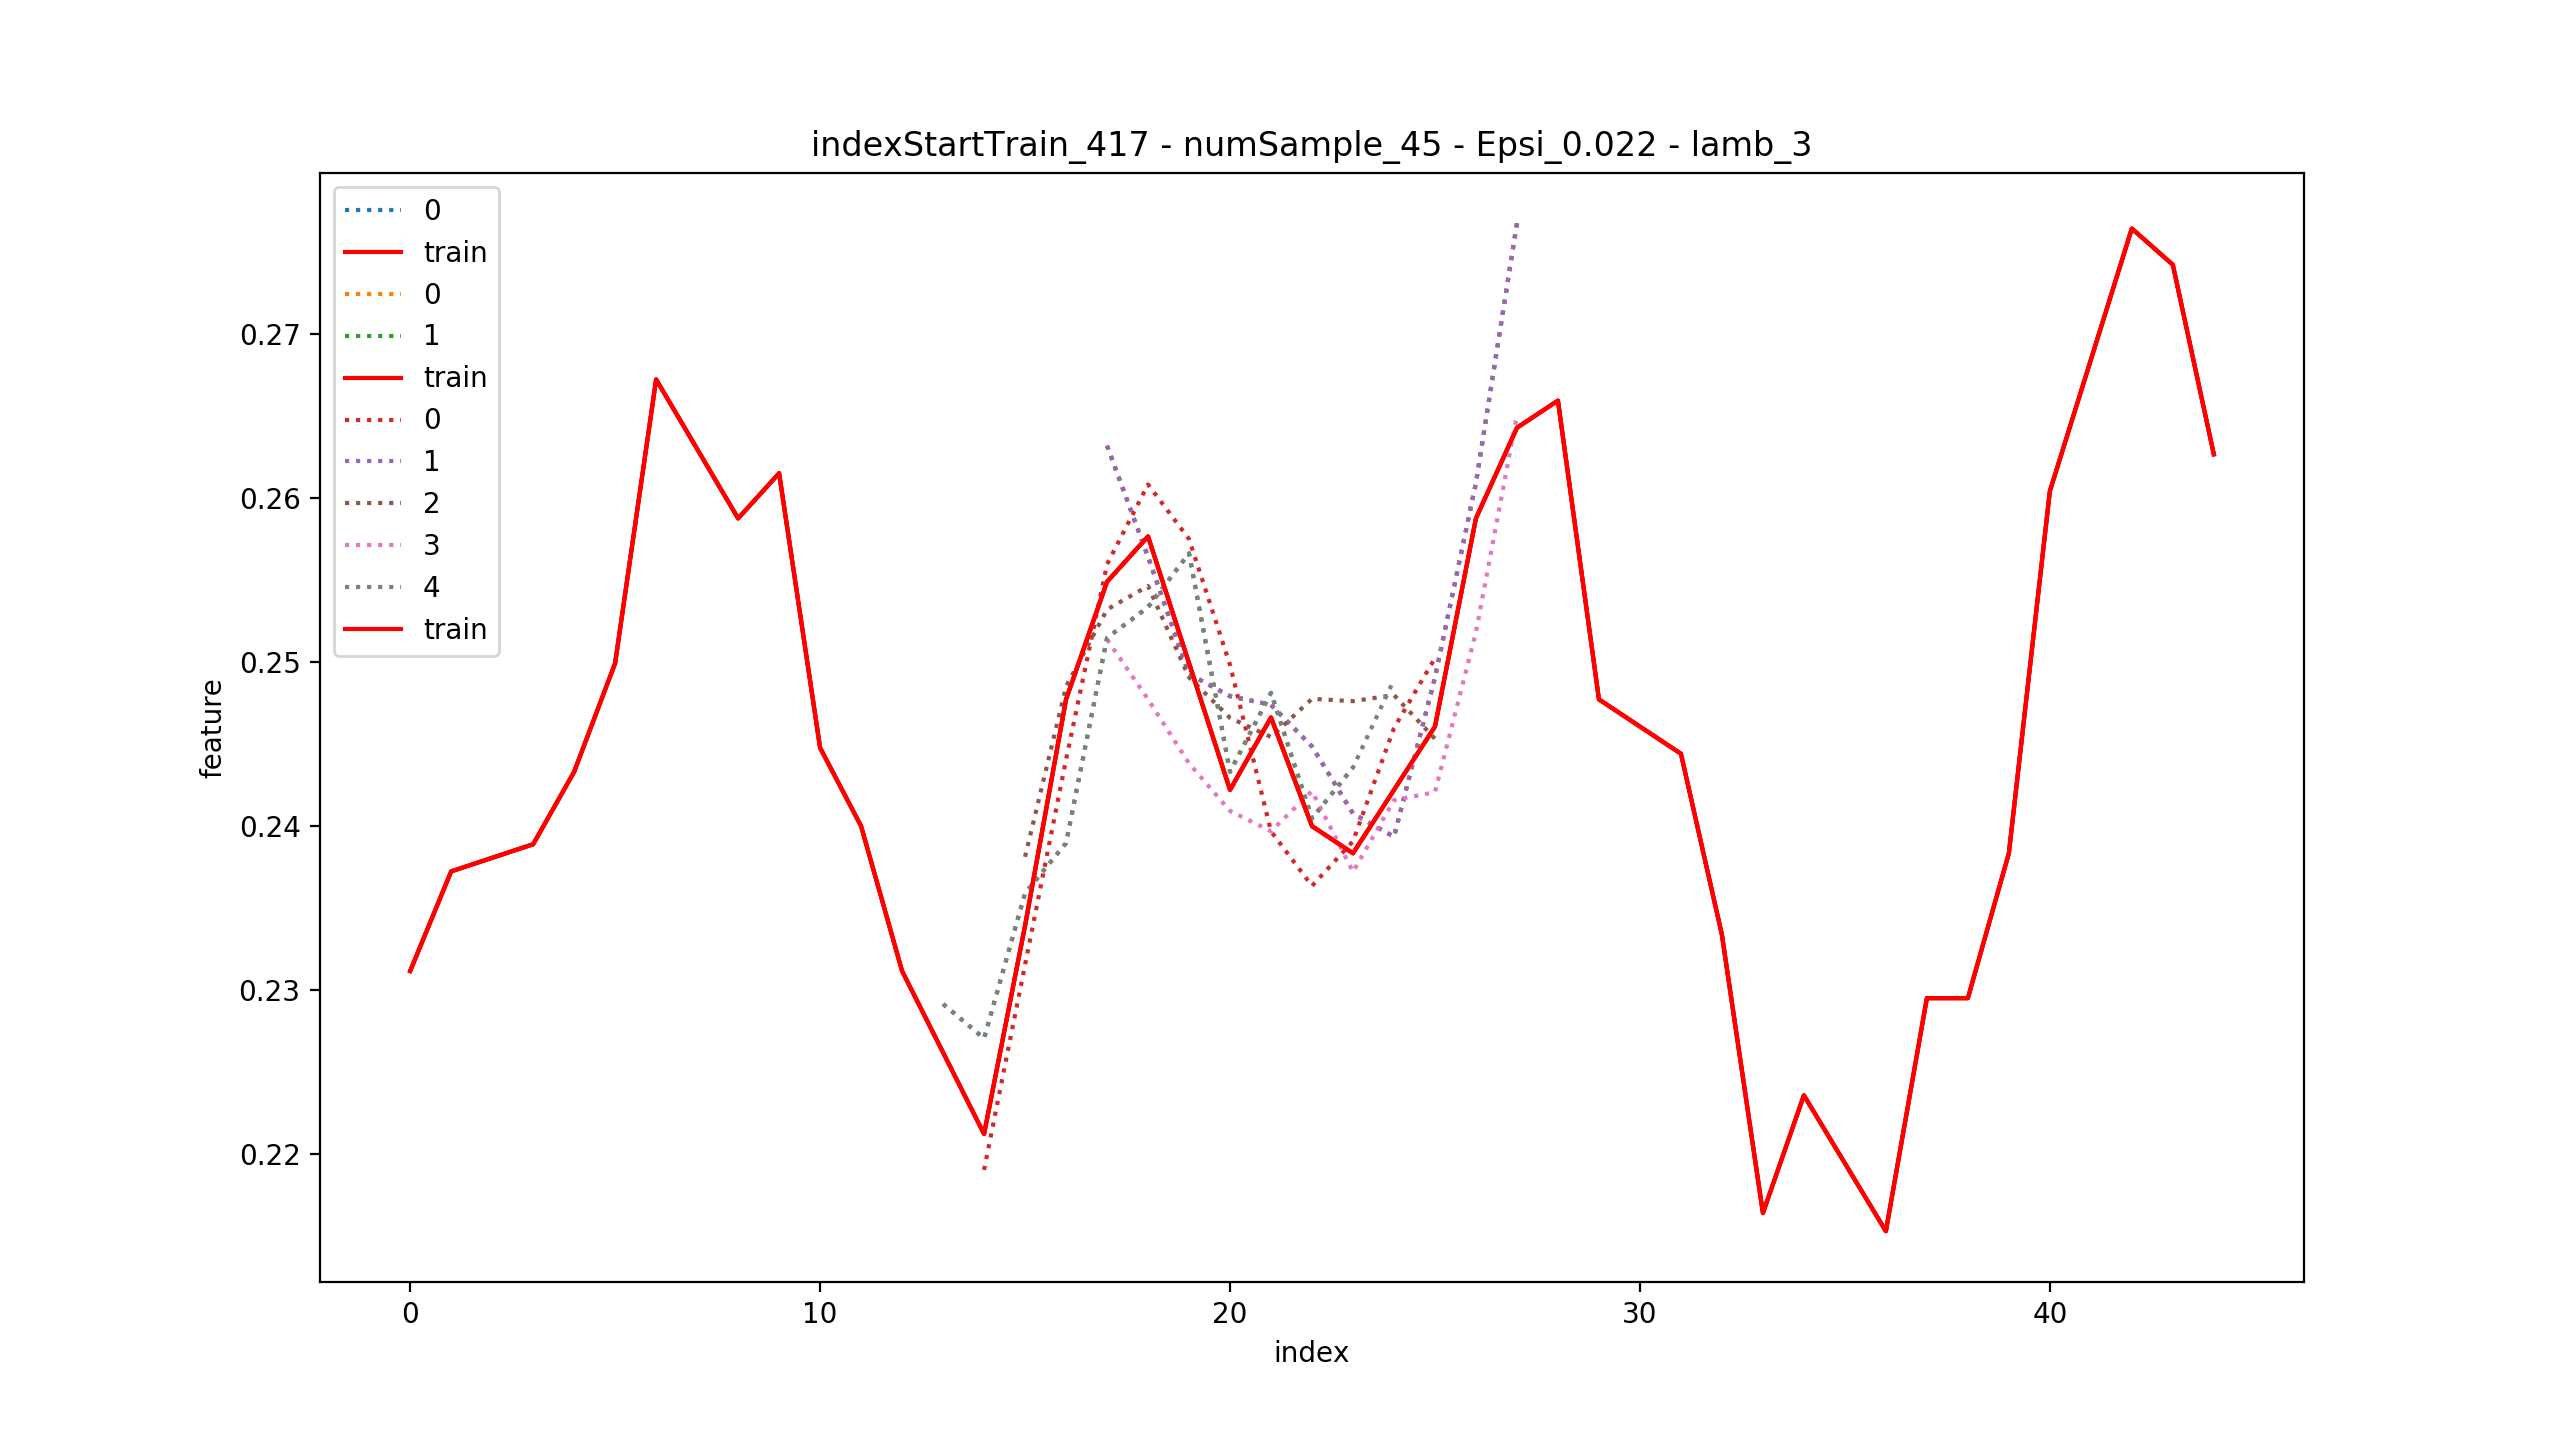 indexStartTrain_417 - numSample_45 - Epsi_0.022 - lamb_3
0
train
0
1
train
0
1
2
3
4
train
0.27
0.26
0.25
0.24
0.23
0.22
feature
0 10 20 30 40
index